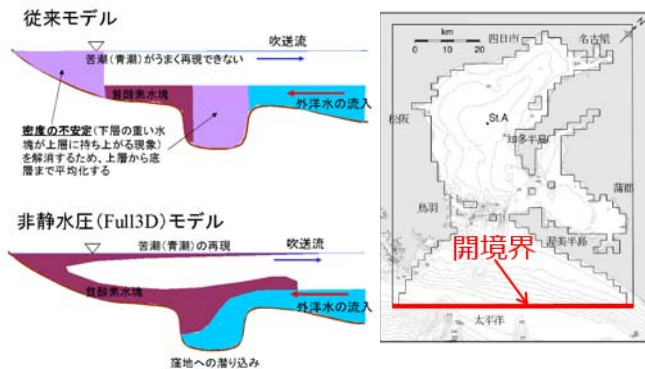 従来モデル
吹送流
苦潮(青潮)がうまく再現できない
貧酸素水塊
外洋水の流入
密度の不安定(下層の重い水
塊が上層に持ち上がる現象)
を解消するため、上層から底
層まで平均化する
非静水圧(Full3D)モデル
苦潮(青潮)の再現
吹送流
貧酸素水塊
外洋水の流入
窪地への潜り込み
km
0 10 20
四日市
名古屋
N
St.A
松阪
知多半島
蒲郡
鳥羽
渥美半島
開境界
太平洋